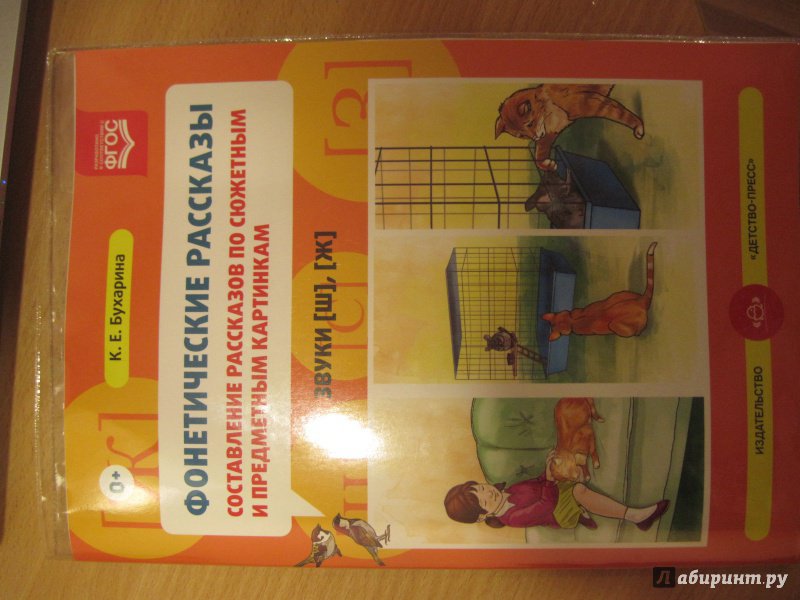 0+
К. Е. Бухарина
ФГОС
[К]
ФОНЕТИЧЕСКИЕ РАССКАЗЫ
СОСТАВЛЕНИЕ РАССКАЗОВ ПО СЮЖЕТНЫМ
И ПРЕДМЕТНЫМ КАРТИНКАМ
[С]
[З]
ЗВУКИ [Ш], [Ж]
ИЗДАТЕЛЬСТВО
«ДЕТСТВО-ПРЕСС»
Лабиринт.ру